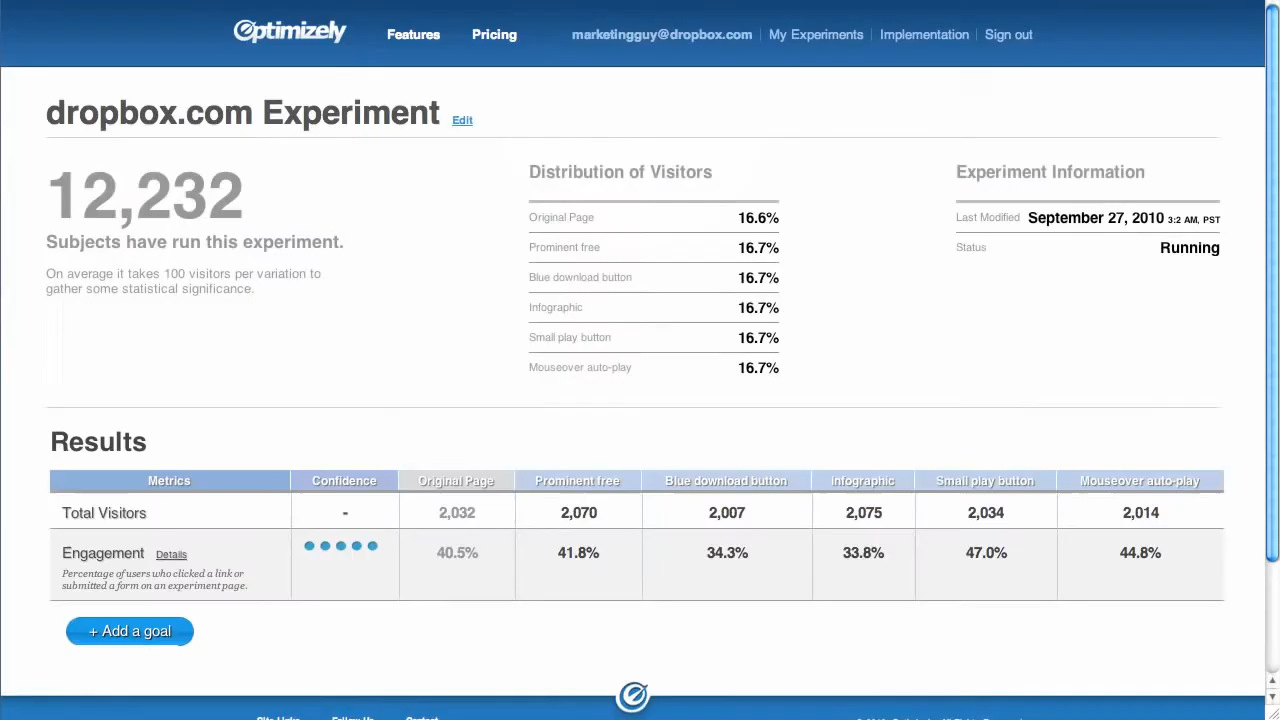 Optimizely
Features Pricing marketingguy@dropbox.com My Experiments Implementation Sign out
dropbox.com Experiment Edit
12,232
Subjects have run this experiment.
On average it takes 100 visitors per variation to
gather some statistical significance.
Distribution of Visitors
Original Page 16.6%
Prominent free 16.7%
Blue download button 16.7%
Infographic 16.7%
Small play button 16.7%
Mouseover auto-play 16.7%
Experiment Information
Last Modified September 27, 2010 3:2 AM, PST
Status Running
Results
Metrics Confidence Original Page Prominent free Blue download button Infographic Small play button Mouseover auto-play
Total Visitors - 2,032 2,070 2,007 2,075 2,034 2,014
Engagement Details 40.5% 41.8% 34.3% 33.8% 47.0% 44.8%
Percentage of users who clicked a link or
submitted a form on an experiment page.
+ Add a goal
Site Links Follow Us Contact